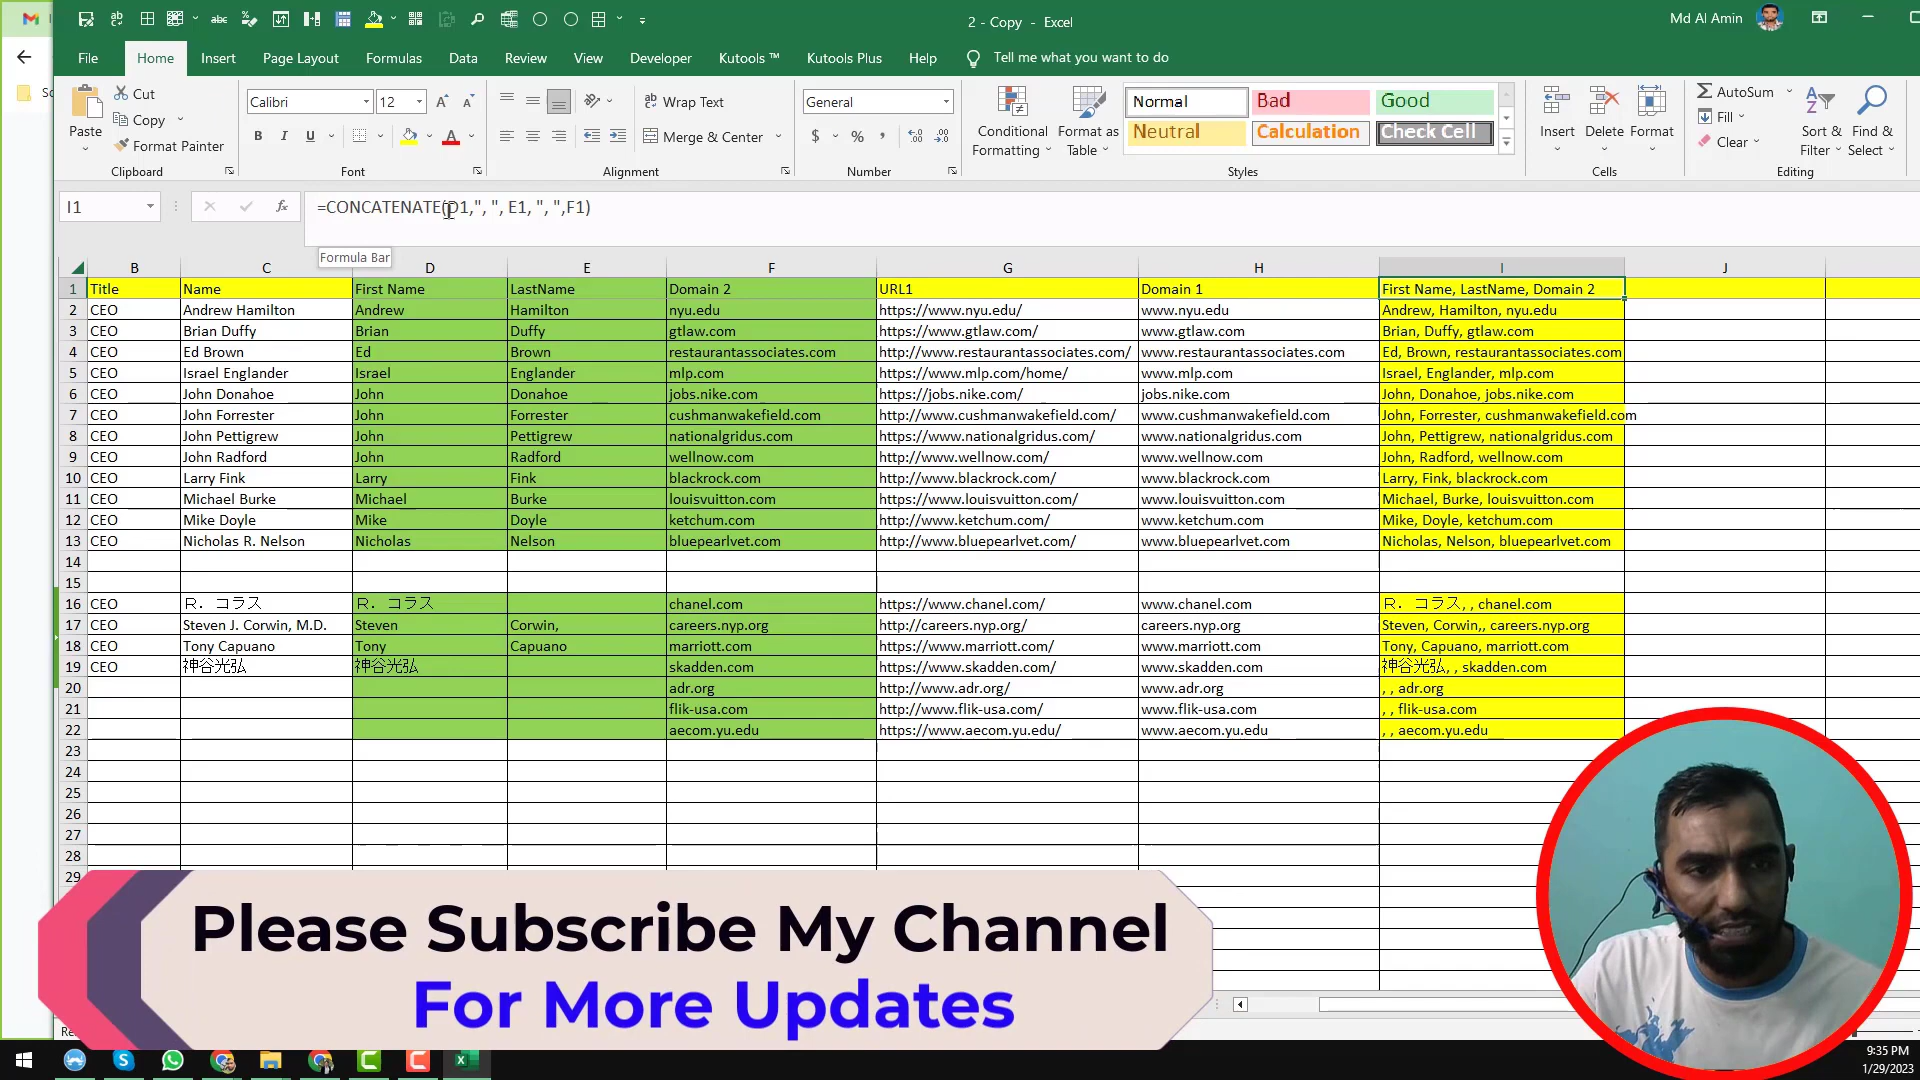 2 - Copy - Excel
Md Al Amin
File Home Insert Page Layout Formulas Data Review View Developer Kutools ™ Kutools Plus Help Tell me what you want to do
Paste
Cut
Copy
Format Painter
Clipboard
Calibri 12
B I U
Font
Wrap Text
Merge & Center
Alignment
General
$ %
Number
Conditional Formatting
Format as Table
Normal Bad Good
Neutral Calculation Check Cell
Styles
Insert Delete Format
Cells
AutoSum
Fill
Clear
Sort & Filter
Find & Select
Editing
I1 fx =CONCATENATE(D1,", ", E1, ", ",F1)
Formula Bar
B C D E F G H I J
1 Title Name First Name LastName Domain 2 URL1 Domain 1 First Name, LastName, Domain 2
2 CEO Andrew Hamilton Andrew Hamilton nyu.edu https://www.nyu.edu/ www.nyu.edu Andrew, Hamilton, nyu.edu
3 CEO Brian Duffy Brian Duffy gtlaw.com https://www.gtlaw.com/ www.gtlaw.com Brian, Duffy, gtlaw.com
4 CEO Ed Brown Ed Brown restaurantassociates.com http://www.restaurantassociates.com/ www.restaurantassociates.com Ed, Brown, restaurantassociates.com
5 CEO Israel Englander Israel Englander mlp.com https://www.mlp.com/home/ www.mlp.com Israel, Englander, mlp.com
6 CEO John Donahoe John Donahoe jobs.nike.com https://jobs.nike.com/ jobs.nike.com John, Donahoe, jobs.nike.com
7 CEO John Forrester John Forrester cushmanwakefield.com http://www.cushmanwakefield.com/ www.cushmanwakefield.com John, Forrester, cushmanwakefield.com
8 CEO John Pettigrew John Pettigrew nationalgridus.com http://www.nationalgridus.com/ www.nationalgridus.com John, Pettigrew, nationalgridus.com
9 CEO John Radford John Radford wellnow.com http://www.wellnow.com/ www.wellnow.com John, Radford, wellnow.com
10 CEO Larry Fink Larry Fink blackrock.com http://www.blackrock.com/ www.blackrock.com Larry, Fink, blackrock.com
11 CEO Michael Burke Michael Burke louisvuitton.com https://www.louisvuitton.com/ www.louisvuitton.com Michael, Burke, louisvuitton.com
12 CEO Mike Doyle Mike Doyle ketchum.com http://www.ketchum.com/ www.ketchum.com Mike, Doyle, ketchum.com
13 CEO Nicholas R. Nelson Nicholas Nelson bluepearlvet.com http://www.bluepearlvet.com/ www.bluepearlvet.com Nicholas, Nelson, bluepearlvet.com
14
15
16 CEO Ｒ．コラス Ｒ．コラス chanel.com https://www.chanel.com/ www.chanel.com Ｒ．コラス, , chanel.com
17 CEO Steven J. Corwin, M.D. Steven Corwin, careers.nyp.org http://careers.nyp.org/ careers.nyp.org Steven, Corwin,, careers.nyp.org
18 CEO Tony Capuano Tony Capuano marriott.com https://www.marriott.com/ www.marriott.com Tony, Capuano, marriott.com
19 CEO 神谷光弘 神谷光弘 skadden.com https://www.skadden.com/ www.skadden.com 神谷光弘, , skadden.com
20 adr.org http://www.adr.org/ www.adr.org , , adr.org
21 flik-usa.com http://www.flik-usa.com/ www.flik-usa.com , , flik-usa.com
22 aecom.yu.edu https://www.aecom.yu.edu/ www.aecom.yu.edu , , aecom.yu.edu
23
24
25
26
27
28
29
Please Subscribe My Channel
For More Updates
9:35 PM
1/29/2023